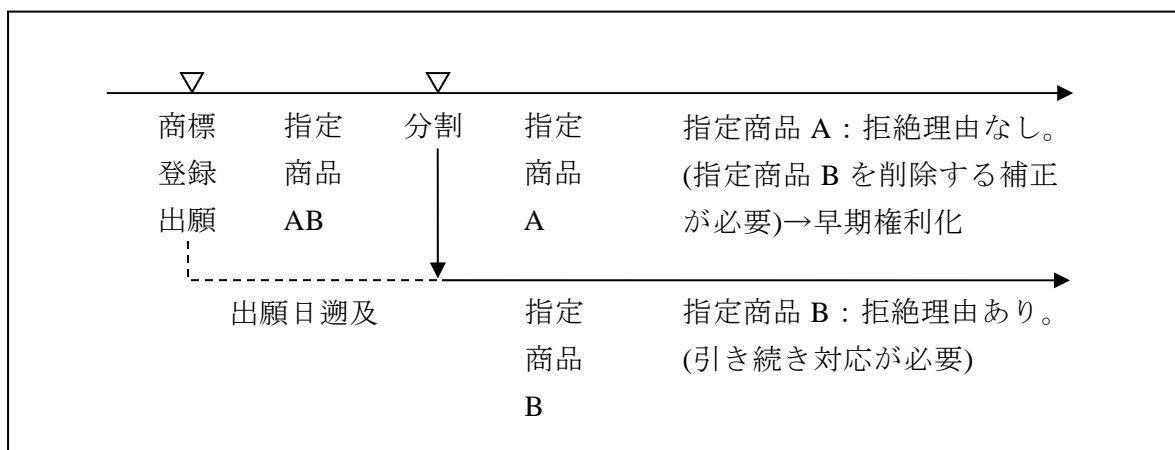 商標
登録
出願
指定
商品
AB
分割
指定
商品
A
指定商品 A：拒絶理由なし。
(指定商品 B を削除する補正
が必要)→早期権利化
出願日遡及
指定
商品
B
指定商品 B：拒絶理由あり。
(引き続き対応が必要)